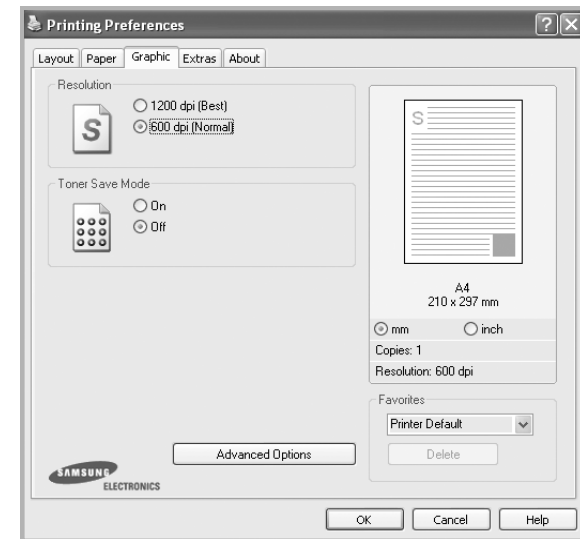 Printing Preferences
Layout Paper Graphic Extras About
Resolution
S
1200 dpi (Best)
600 dpi (Normal)
Toner Save Mode
On
Off
S
A4
210 x 297 mm
mm inch
Copies: 1
Resolution: 600 dpi
Favorites
Printer Default
Delete
Advanced Options
SAMSUNG
ELECTRONICS
OK Cancel Help